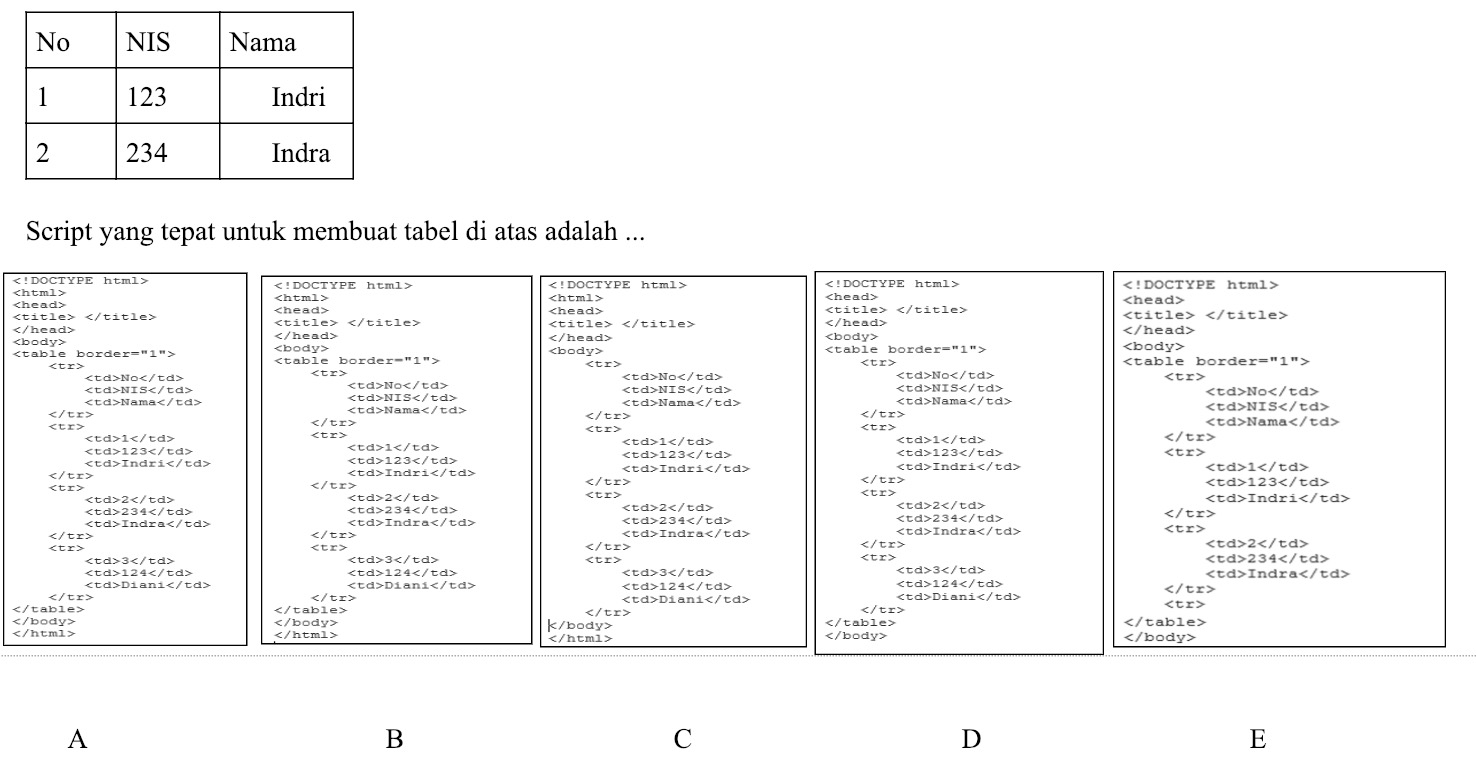 No NIS Nama
1 123 Indri
2 234 Indra
Script yang tepat untuk membuat tabel di atas adalah ...
<!DOCTYPE html>
<html>
<head>
<title> </title>
</head>
<body>
<table border="1">
<tr>
<td>No</td>
<td>NIS</td>
<td>Nama</td>
</tr>
<tr>
<td>1</td>
<td>123</td>
<td>Indri</td>
</tr>
<tr>
<td>2</td>
<td>234</td>
<td>Indra</td>
</tr>
<tr>
<td>3</td>
<td>124</td>
<td>Diani</td>
</tr>
</table>
</body>
</html>
<!DOCTYPE html>
<html>
<head>
<title> </title>
</head>
<body>
<table border="1">
<tr>
<td>No</td>
<td>NIS</td>
<td>Nama</td>
</tr>
<tr>
<td>1</td>
<td>123</td>
<td>Indri</td>
</tr>
<tr>
<td>2</td>
<td>234</td>
<td>Indra</td>
</tr>
<tr>
<td>3</td>
<td>124</td>
<td>Diani</td>
</tr>
</table>
</body>
</html>
<!DOCTYPE html>
<html>
<head>
<title> </title>
</head>
<body>
<tr>
<td>No</td>
<td>NIS</td>
<td>Nama</td>
</tr>
<tr>
<td>1</td>
<td>123</td>
<td>Indri</td>
</tr>
<tr>
<td>2</td>
<td>234</td>
<td>Indra</td>
</tr>
<tr>
<td>3</td>
<td>124</td>
<td>Diani</td>
</tr>
</body>
</html>
<!DOCTYPE html>
<head>
<title> </title>
</head>
<body>
<table border="1">
<tr>
<td>No</td>
<td>NIS</td>
<td>Nama</td>
</tr>
<tr>
<td>1</td>
<td>123</td>
<td>Indri</td>
</tr>
<tr>
<td>2</td>
<td>234</td>
<td>Indra</td>
</tr>
<tr>
<td>3</td>
<td>124</td>
<td>Diani</td>
</tr>
</table>
</body>
<!DOCTYPE html>
<head>
<title> </title>
</head>
<body>
<table border="1">
<tr>
<td>No</td>
<td>NIS</td>
<td>Nama</td>
</tr>
<tr>
<td>1</td>
<td>123</td>
<td>Indri</td>
</tr>
<tr>
<td>2</td>
<td>234</td>
<td>Indra</td>
</tr>
<tr>
</table>
</body>
A B C D E